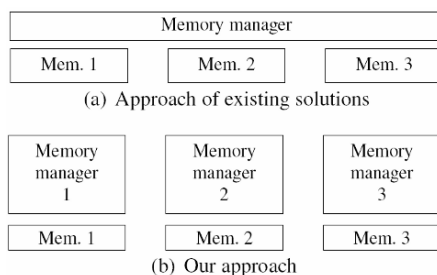 Memory manager
Mem. 1 Mem. 2 Mem. 3
(a) Approach of existing solutions
Memory Memory Memory
manager manager manager
1 2 3
Mem. 1 Mem. 2 Mem. 3
(b) Our approach